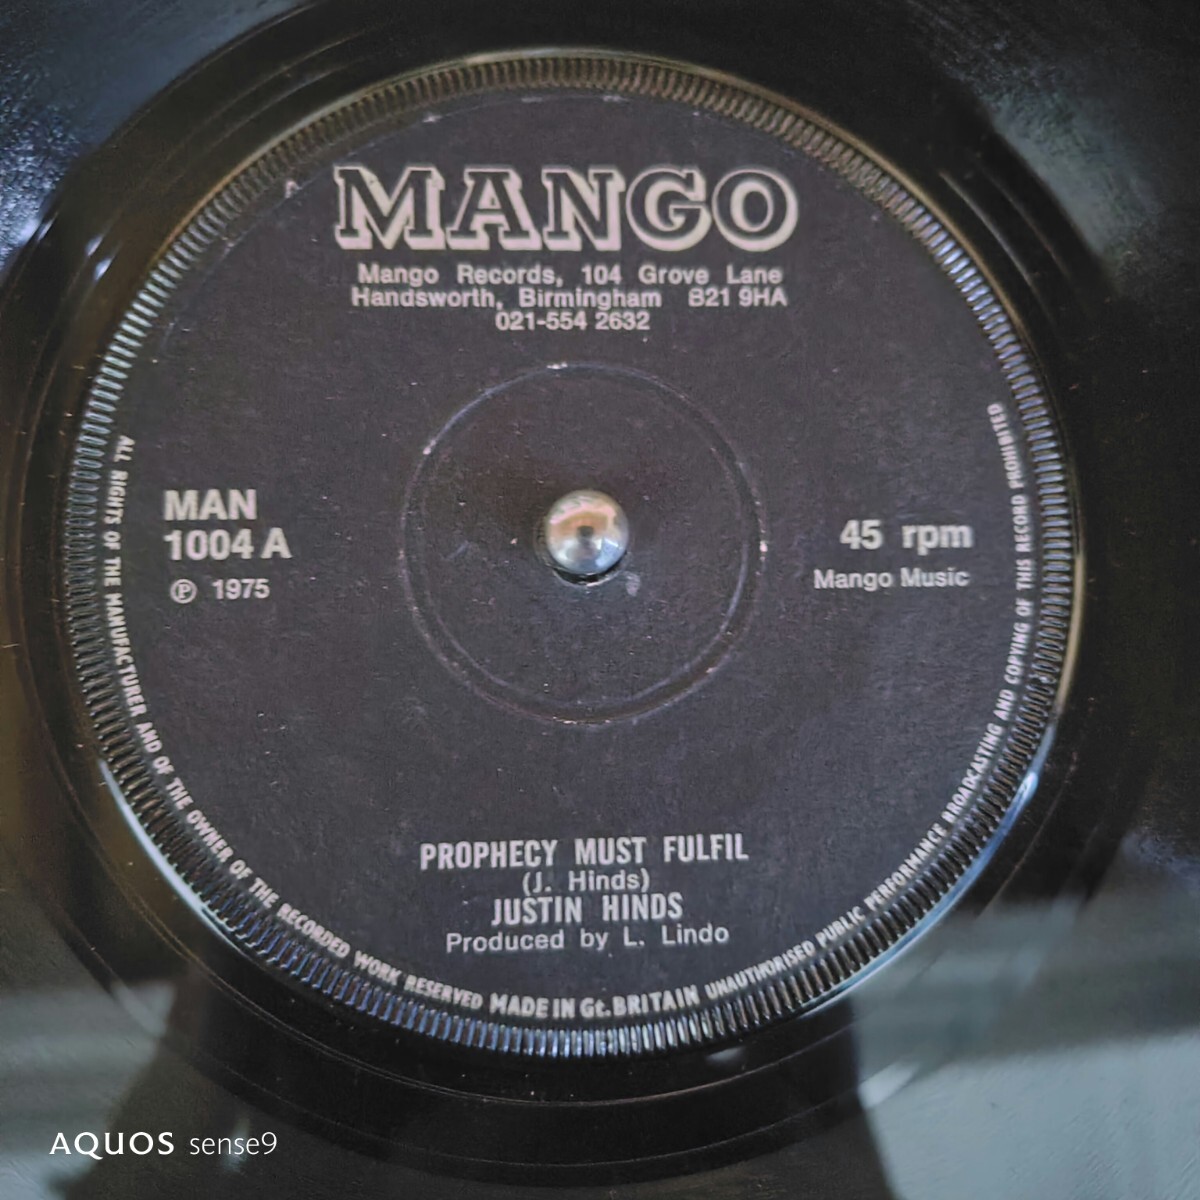 MANGO
Mango Records, 104 Grove Lane
Handsworth, Birmingham B21 9HA
021-554 2632
MAN
1004 A
℗ 1975
45 rpm
Mango Music
PROPHECY MUST FULFIL
(J. Hinds)
JUSTIN HINDS
Produced by L. Lindo
ALL RIGHTS OF THE MANUFACTURER AND OF THE OWNER OF THE RECORDED WORK RESERVED MADE IN Gt. BRITAIN UNAUTHORISED PUBLIC PERFORMANCE BROADCASTING AND COPYING OF THIS RECORD PROHIBITED
AQUOS sense9